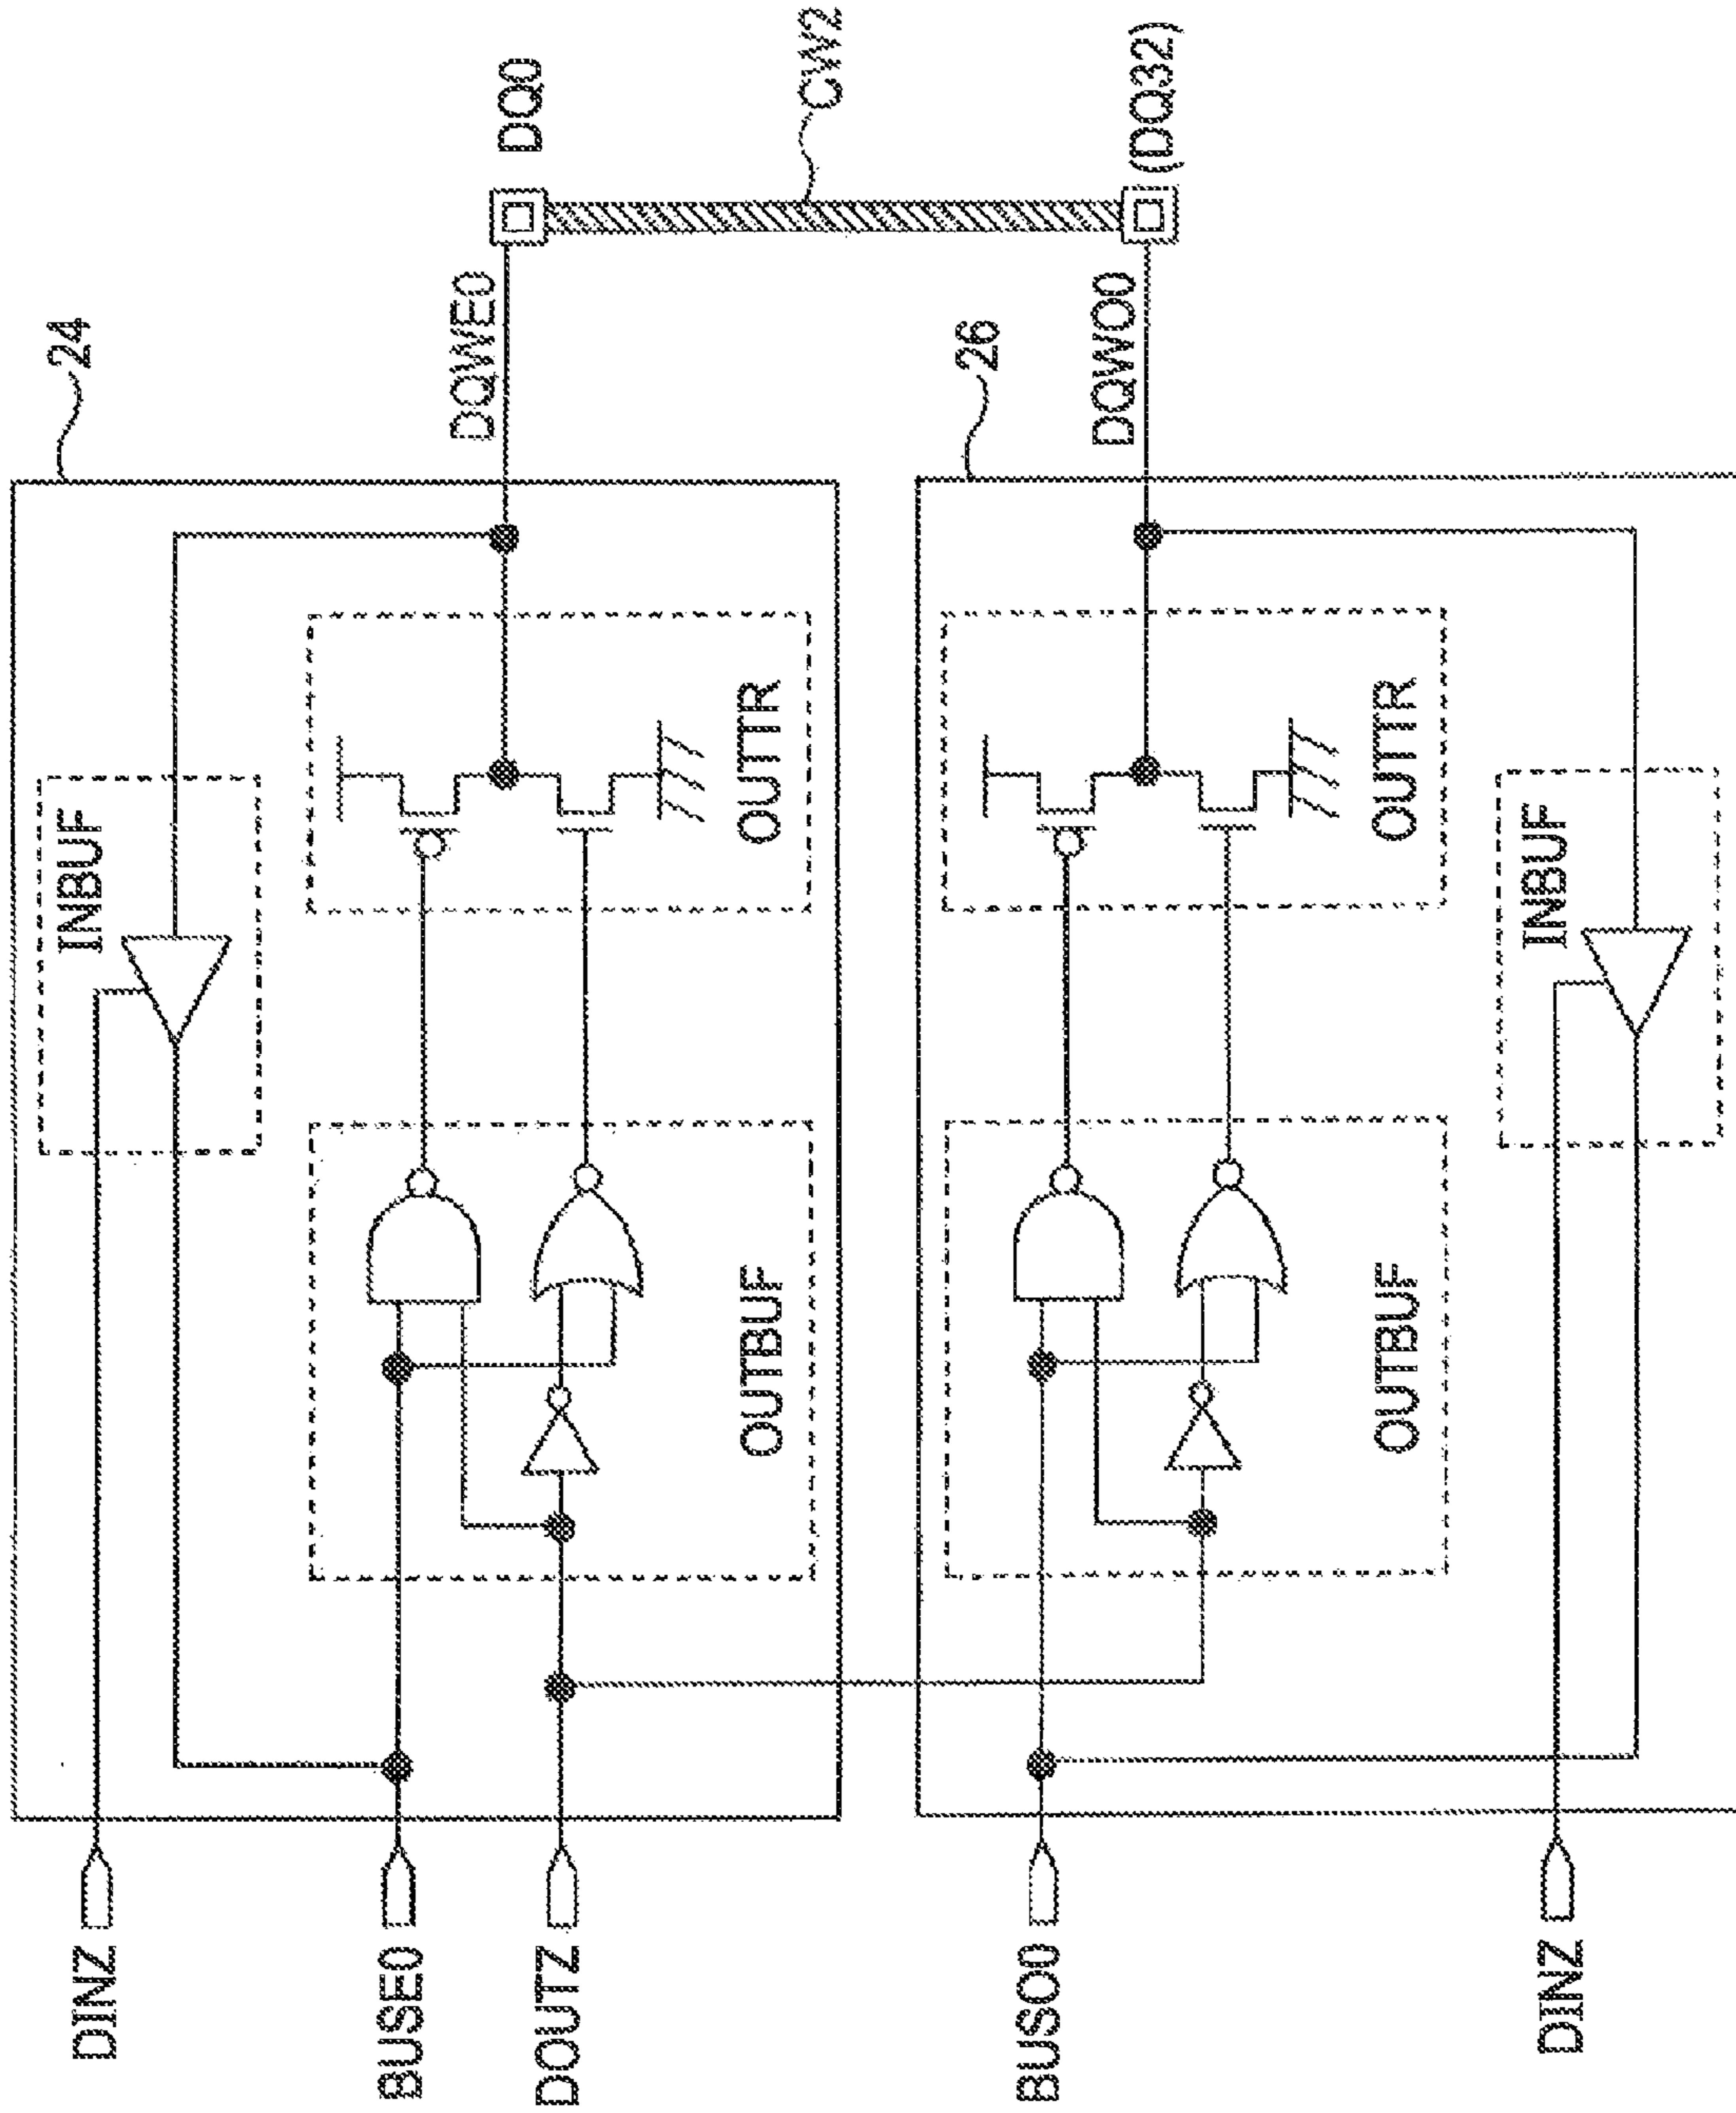 24
DINZ
INBUF
BUSE0
DOUTZ
OUTBUF
OUTTR
DQWE0
DQ0
CW2
26
BUSO0
OUTBUF
OUTTR
DQWO0
(DQ32)
INBUF
DINZ